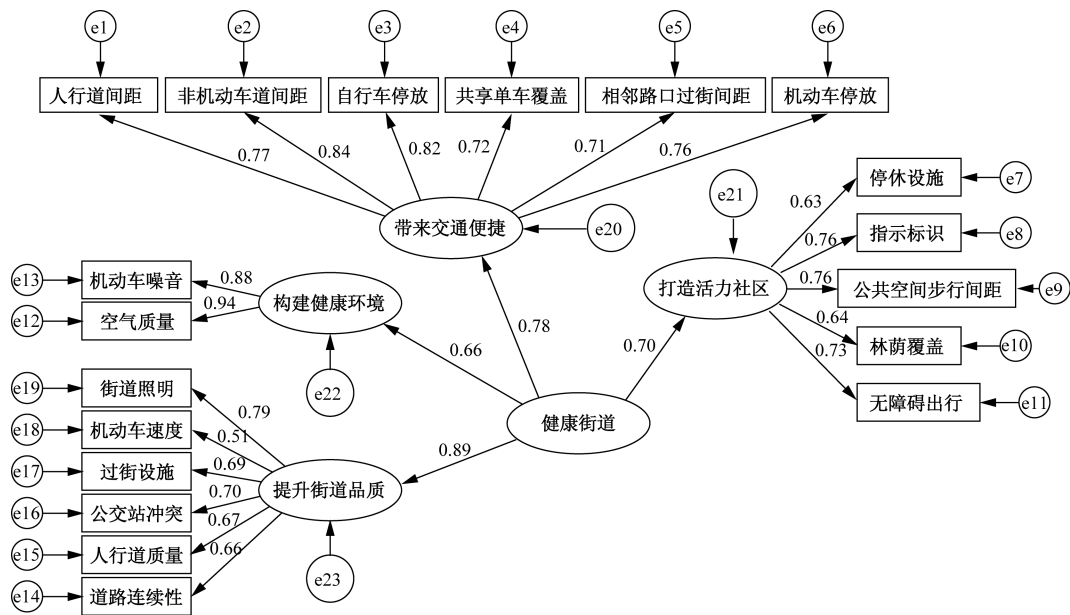 e1
e2
e3
e4
e5
e6
人行道间距
非机动车道间距
自行车停放
共享单车覆盖
相邻路口过街间距
机动车停放
0.77
0.84
0.82
0.72
0.71
0.76
带来交通便捷
e20
e21
打造活力社区
0.63
0.76
0.76
0.64
0.73
停休设施
e7
指示标识
e8
公共空间步行间距
e9
林荫覆盖
e10
无障碍出行
e11
e13
机动车噪音
0.88
e12
空气质量
0.94
构建健康环境
e22
0.78
0.66
0.70
0.89
健康街道
e19
街道照明
0.79
e18
机动车速度
0.51
e17
过街设施
0.69
e16
公交站冲突
0.70
e15
人行道质量
0.67
e14
道路连续性
0.66
提升街道品质
e23